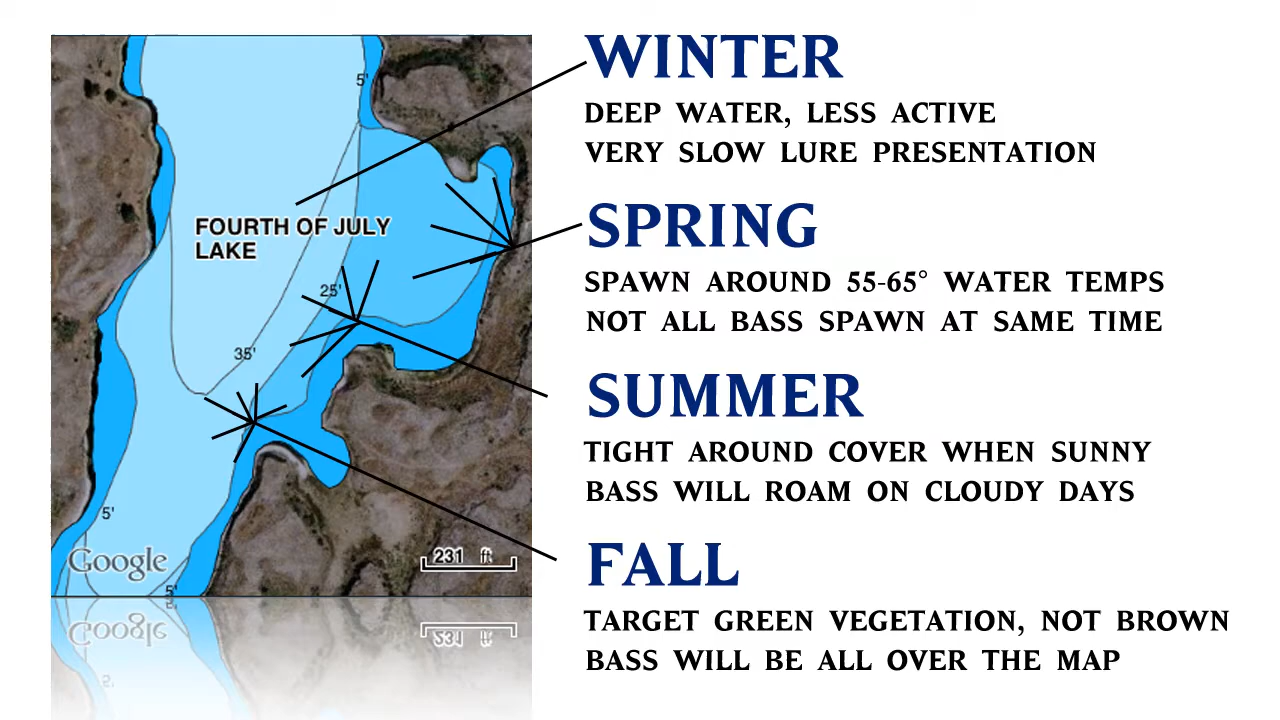 WINTER
DEEP WATER, LESS ACTIVE
VERY SLOW LURE PRESENTATION
SPRING
SPAWN AROUND 55-65° WATER TEMPS
NOT ALL BASS SPAWN AT SAME TIME
SUMMER
TIGHT AROUND COVER WHEN SUNNY
BASS WILL ROAM ON CLOUDY DAYS
FALL
TARGET GREEN VEGETATION, NOT BROWN
BASS WILL BE ALL OVER THE MAP
5'
FOURTH OF JULY
LAKE
25'
35'
5'
Google
231 ft
5'